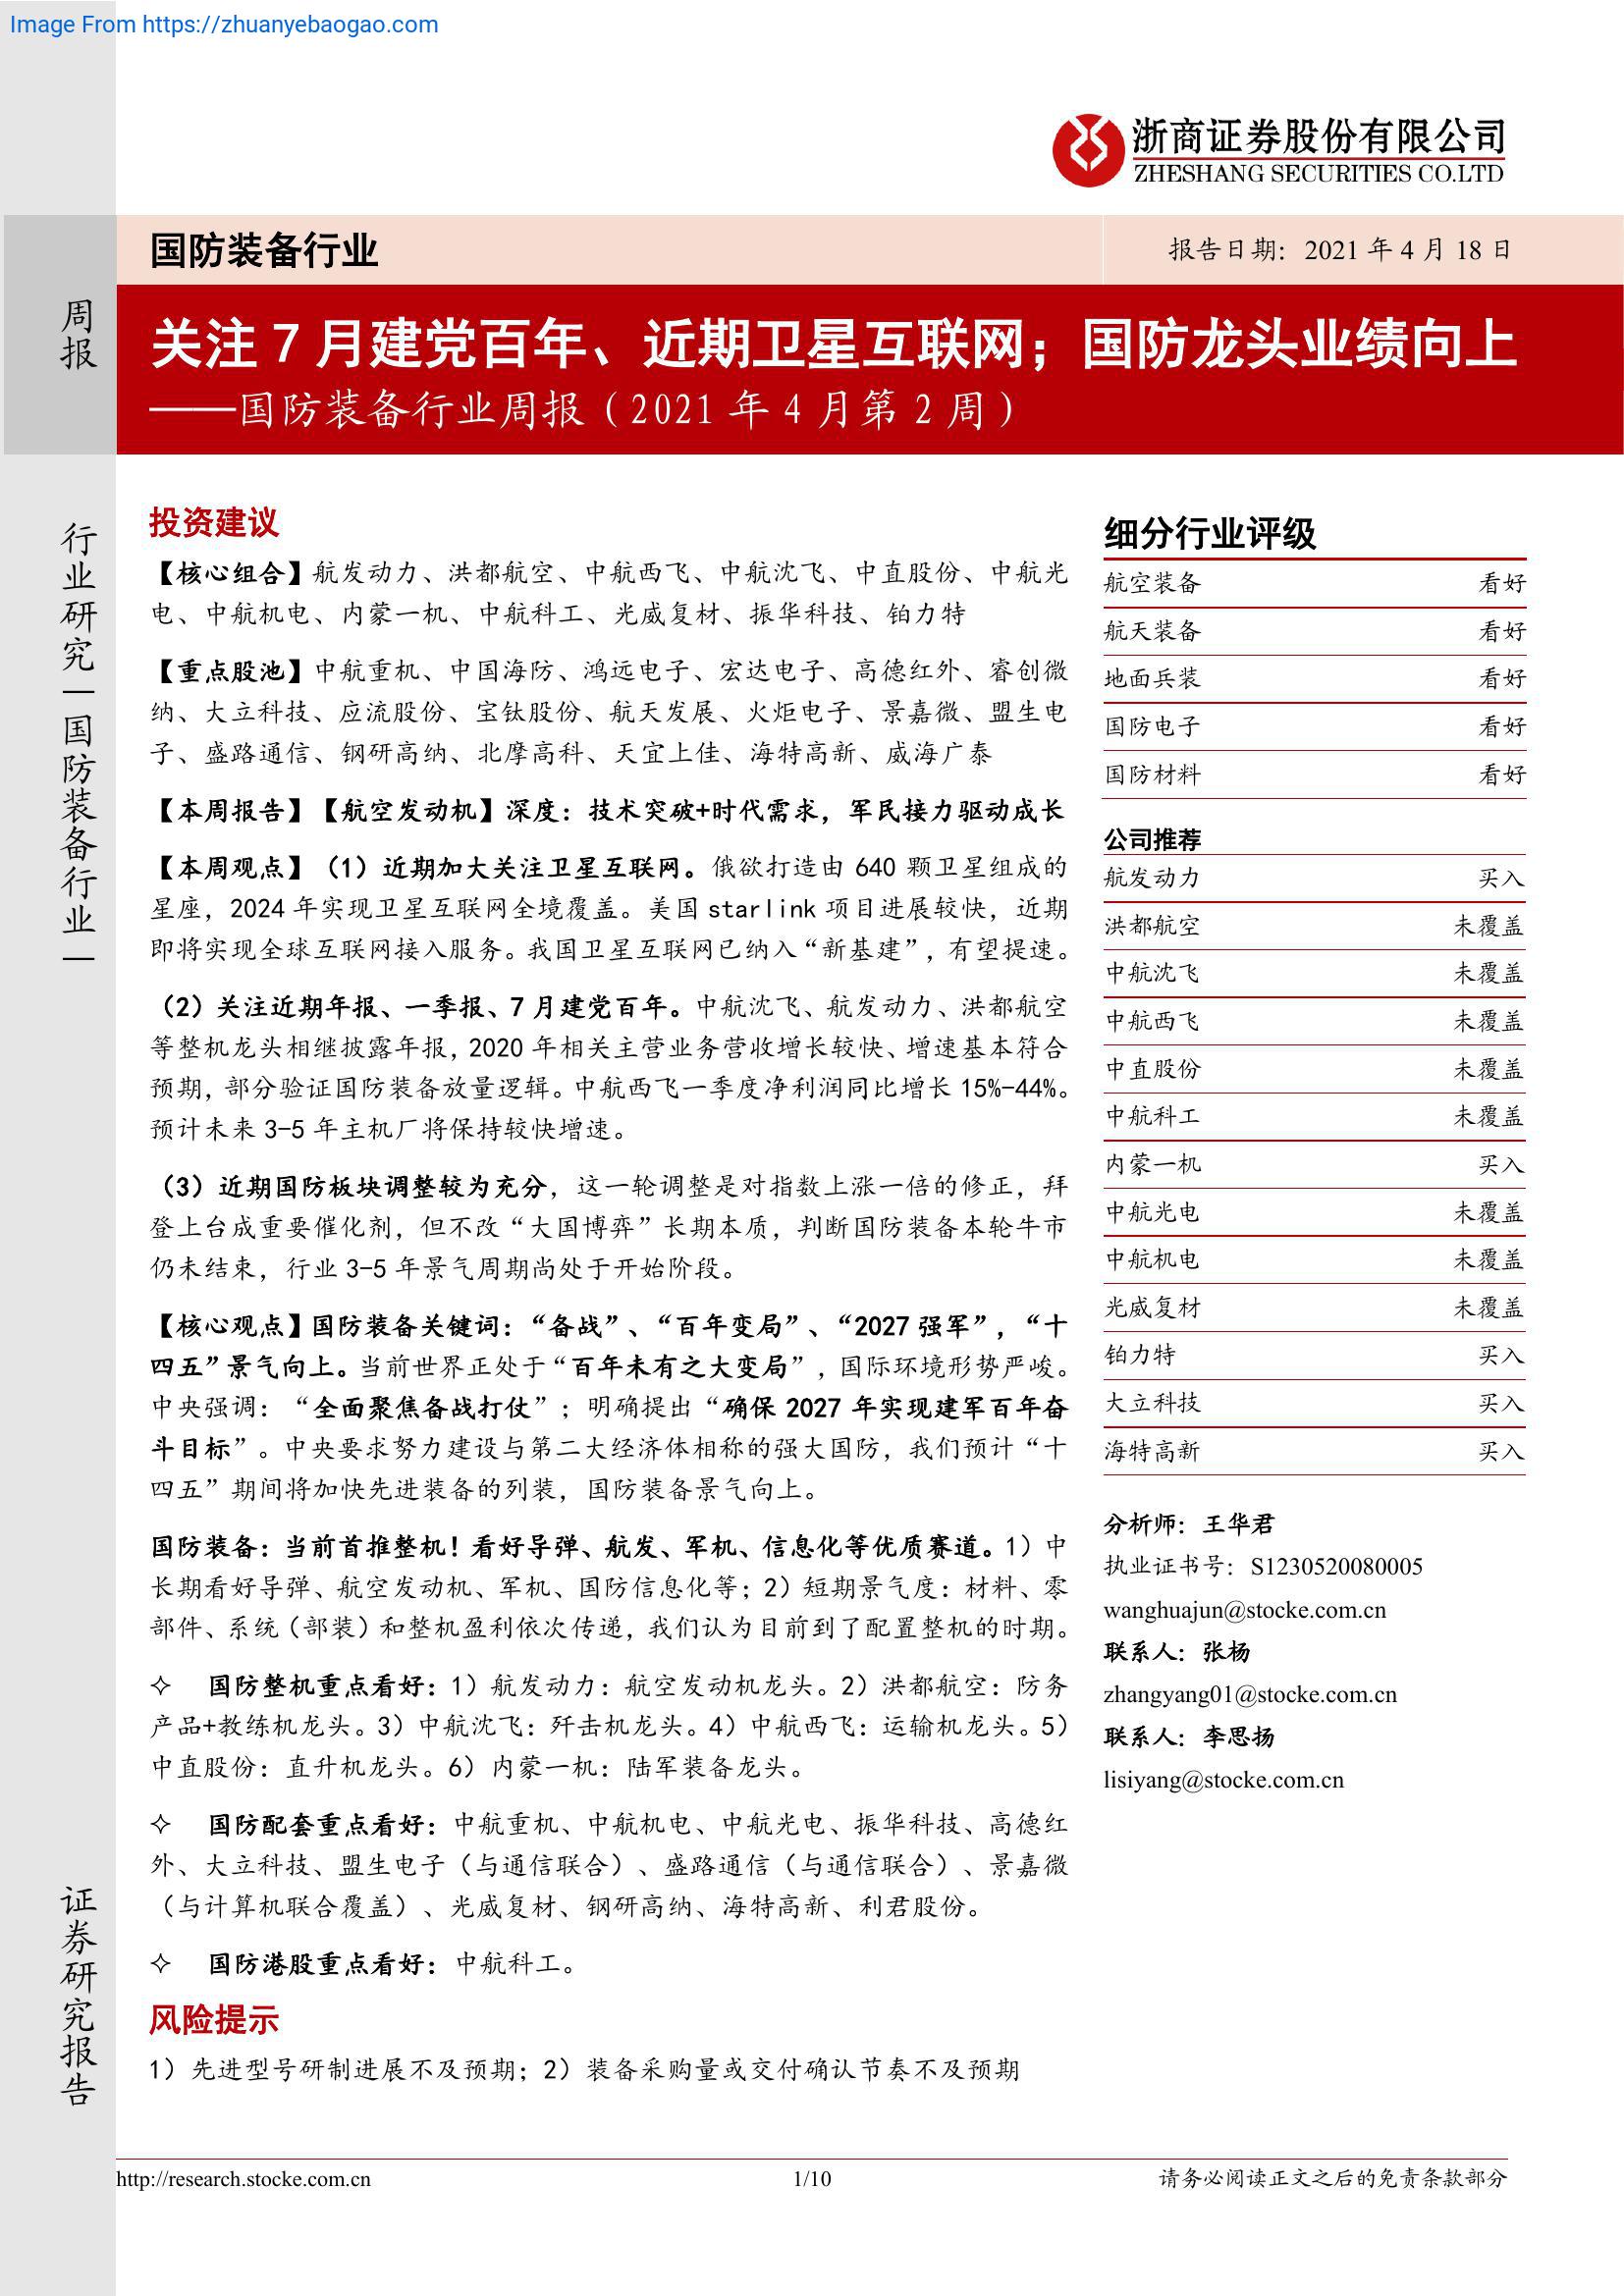 Image From https://zhuanyebaogao.com
浙商证券股份有限公司
ZHESHANG SECURITIES CO.LTD
周报
国防装备行业
报告日期：2021 年 4 月 18 日
关注 7 月建党百年、近期卫星互联网；国防龙头业绩向上
——国防装备行业周报（2021 年 4 月第 2 周）
行业研究｜国防装备行业｜
证券研究报告
投资建议
【核心组合】航发动力、洪都航空、中航西飞、中航沈飞、中直股份、中航光
电、中航机电、内蒙一机、中航科工、光威复材、振华科技、铂力特
【重点股池】中航重机、中国海防、鸿远电子、宏达电子、高德红外、睿创微
纳、大立科技、应流股份、宝钛股份、航天发展、火炬电子、景嘉微、盟生电
子、盛路通信、钢研高纳、北摩高科、天宜上佳、海特高新、威海广泰
【本周报告】【航空发动机】深度：技术突破+时代需求，军民接力驱动成长
【本周观点】（1）近期加大关注卫星互联网。俄欲打造由 640 颗卫星组成的
星座，2024 年实现卫星互联网全境覆盖。美国 starlink 项目进展较快，近期
即将实现全球互联网接入服务。我国卫星互联网已纳入“新基建”，有望提速。
（2）关注近期年报、一季报、7 月建党百年。中航沈飞、航发动力、洪都航空
等整机龙头相继披露年报，2020 年相关主营业务营收增长较快、增速基本符合
预期，部分验证国防装备放量逻辑。中航西飞一季度净利润同比增长 15%-44%。
预计未来 3-5 年主机厂将保持较快增速。
（3）近期国防板块调整较为充分，这一轮调整是对指数上涨一倍的修正，拜
登上台成重要催化剂，但不改“大国博弈”长期本质，判断国防装备本轮牛市
仍未结束，行业 3-5 年景气周期尚处于开始阶段。
【核心观点】国防装备关键词：“备战”、“百年变局”、“2027 强军”，“十
四五”景气向上。当前世界正处于“百年未有之大变局”，国际环境形势严峻。
中央强调：“全面聚焦备战打仗”；明确提出“确保 2027 年实现建军百年奋
斗目标”。中央要求努力建设与第二大经济体相称的强大国防，我们预计“十
四五”期间将加快先进装备的列装，国防装备景气向上。
国防装备：当前首推整机！看好导弹、航发、军机、信息化等优质赛道。1）中
长期看好导弹、航空发动机、军机、国防信息化等；2）短期景气度：材料、零
部件、系统（部装）和整机盈利依次传递，我们认为目前到了配置整机的时期。
✧ 国防整机重点看好：1）航发动力：航空发动机龙头。2）洪都航空：防务
产品+教练机龙头。3）中航沈飞：歼击机龙头。4）中航西飞：运输机龙头。5）
中直股份：直升机龙头。6）内蒙一机：陆军装备龙头。
✧ 国防配套重点看好：中航重机、中航机电、中航光电、振华科技、高德红
外、大立科技、盟生电子（与通信联合）、盛路通信（与通信联合）、景嘉微
（与计算机联合覆盖）、光威复材、钢研高纳、海特高新、利君股份。
✧ 国防港股重点看好：中航科工。
风险提示
1）先进型号研制进展不及预期；2）装备采购量或交付确认节奏不及预期
细分行业评级
航空装备 看好
航天装备 看好
地面兵装 看好
国防电子 看好
国防材料 看好
公司推荐
航发动力 买入
洪都航空 未覆盖
中航沈飞 未覆盖
中航西飞 未覆盖
中直股份 未覆盖
中航科工 未覆盖
内蒙一机 买入
中航光电 未覆盖
中航机电 未覆盖
光威复材 未覆盖
铂力特 买入
大立科技 买入
海特高新 买入
分析师：王华君
执业证书号：S1230520080005
wanghuajun@stocke.com.cn
联系人：张杨
zhangyang01@stocke.com.cn
联系人：李思扬
lisiyang@stocke.com.cn
http://research.stocke.com.cn
1/10
请务必阅读正文之后的免责条款部分